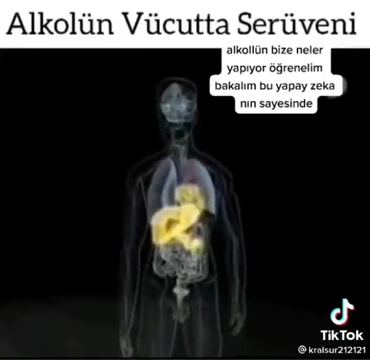 Alkolün Vücutta Serüveni
alkollün bize neler
yapıyor öğrenelim
bakalım bu yapay zeka
nın sayesinde
TikTok
@kralsur212121